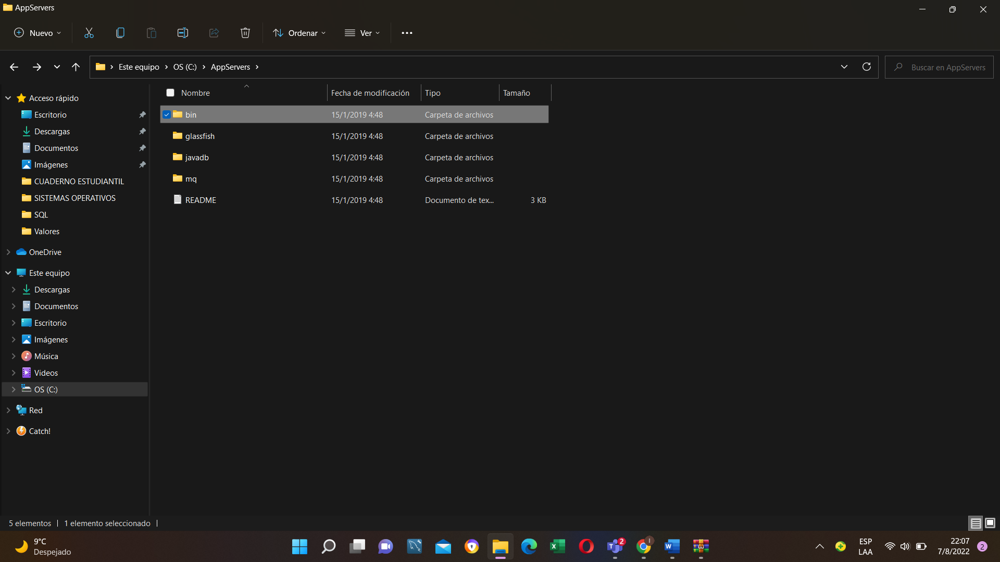 AppServers
Nuevo
Ordenar
Ver
Este equipo
OS (C:)
AppServers
Buscar en AppServers
Acceso rápido
Escritorio
Descargas
Documentos
Imágenes
CUADERNO ESTUDIANTIL
SISTEMAS OPERATIVOS
SQL
Valores
OneDrive
Este equipo
Descargas
Documentos
Escritorio
Imágenes
Música
Videos
OS (C:)
Red
Catch!
Nombre Fecha de modificación Tipo Tamaño
bin 15/1/2019 4:48 Carpeta de archivos
glassfish 15/1/2019 4:48 Carpeta de archivos
javadb 15/1/2019 4:48 Carpeta de archivos
mq 15/1/2019 4:48 Carpeta de archivos
README 15/1/2019 4:48 Documento de tex... 3 KB
5 elementos 1 elemento seleccionado
9°C
Despejado
2
ESP
LAA
22:07
7/8/2022
2